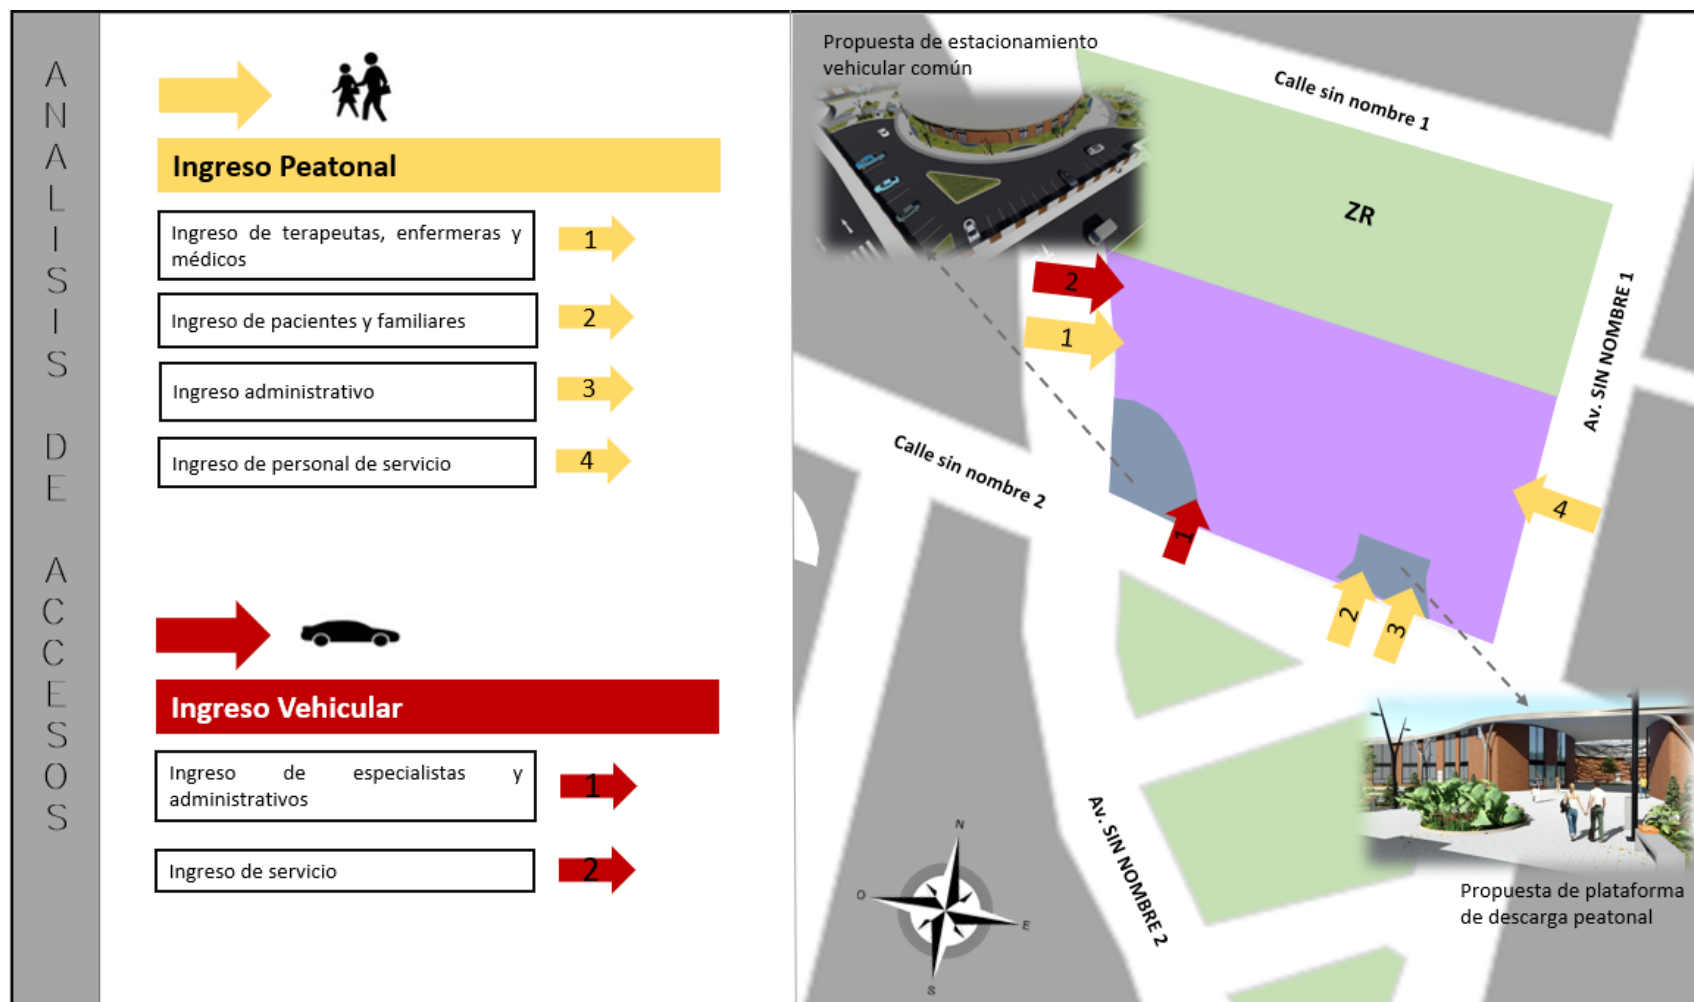 ANALISIS DE ACCESOS
Ingreso Peatonal
Ingreso de terapeutas, enfermeras y
médicos
1
Ingreso de pacientes y familiares
2
Ingreso administrativo
3
Ingreso de personal de servicio
4
Ingreso Vehicular
Ingreso de especialistas y
administrativos
1
Ingreso de servicio
2
Propuesta de estacionamiento
vehicular común
Calle sin nombre 1
ZR
2
1
Av. SIN NOMBRE 1
Calle sin nombre 2
4
1
2
3
Av. SIN NOMBRE 2
N
O
E
S
Propuesta de plataforma
de descarga peatonal